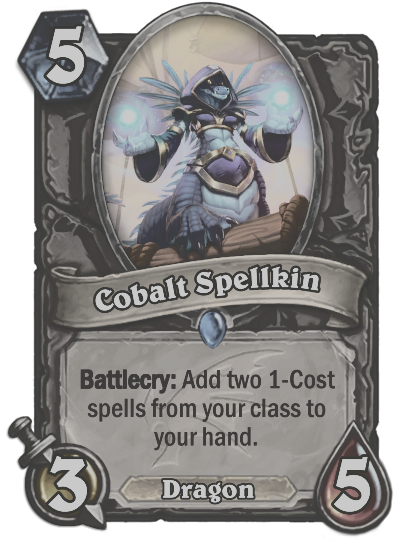 5
Cobalt Spellkin
Battlecry: Add two 1-Cost
spells from your class to
your hand.
3
Dragon
5